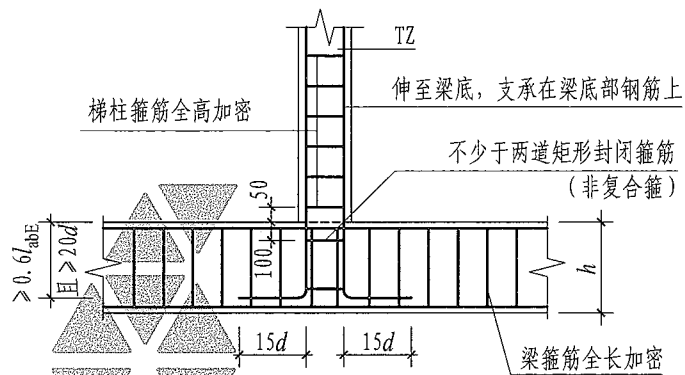 TZ
伸至梁底，支承在梁底部钢筋上
梯柱箍筋全高加密
不少于两道矩形封闭箍筋
（非复合箍）
50
100
≥0.6labE
且≥20d
h
15d
15d
梁箍筋全长加密